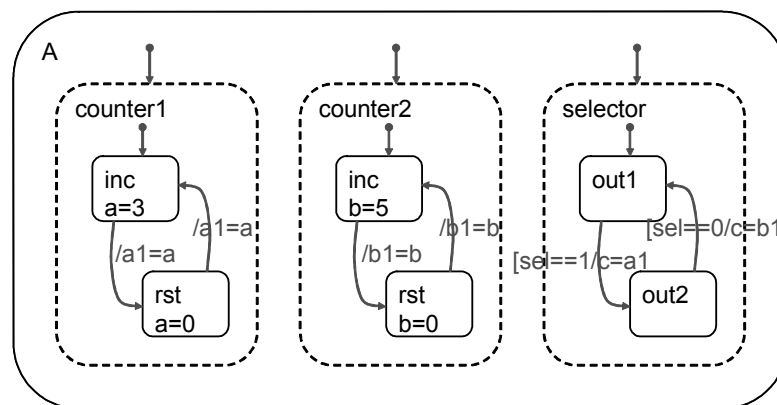 A
counter1
inc
a=3
/a1=a
/a1=a
rst
a=0
counter2
inc
b=5
/b1=b
/b1=b
rst
b=0
selector
out1
[sel==0/c=b1
[sel==1/c=a1
out2